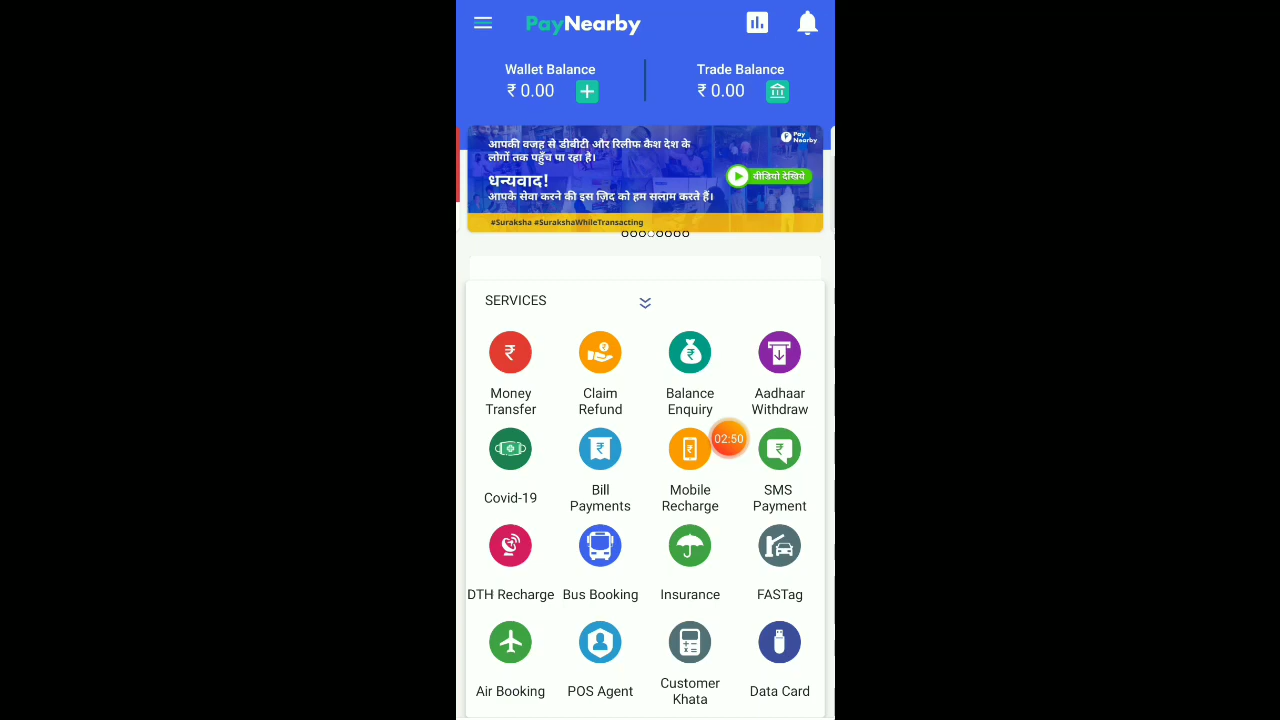 PayNearby
Wallet Balance
₹ 0.00
Trade Balance
₹ 0.00
आपकी वजह से डीबीटी और रिलीफ कैश देश के
लोगों तक पहुँच पा रहा है।
धन्यवाद!
आपके सेवा करने की इस ज़िद को हम सलाम करते हैं।
Pay
Nearby
वीडियो देखिये
#Suraksha #SurakshaWhileTransacting
SERVICES
Money
Transfer
Claim
Refund
Balance
Enquiry
Aadhaar
Withdraw
02:50
Covid-19
Bill
Payments
Mobile
Recharge
SMS
Payment
DTH Recharge
Bus Booking
Insurance
FASTag
Air Booking
POS Agent
Customer
Khata
Data Card